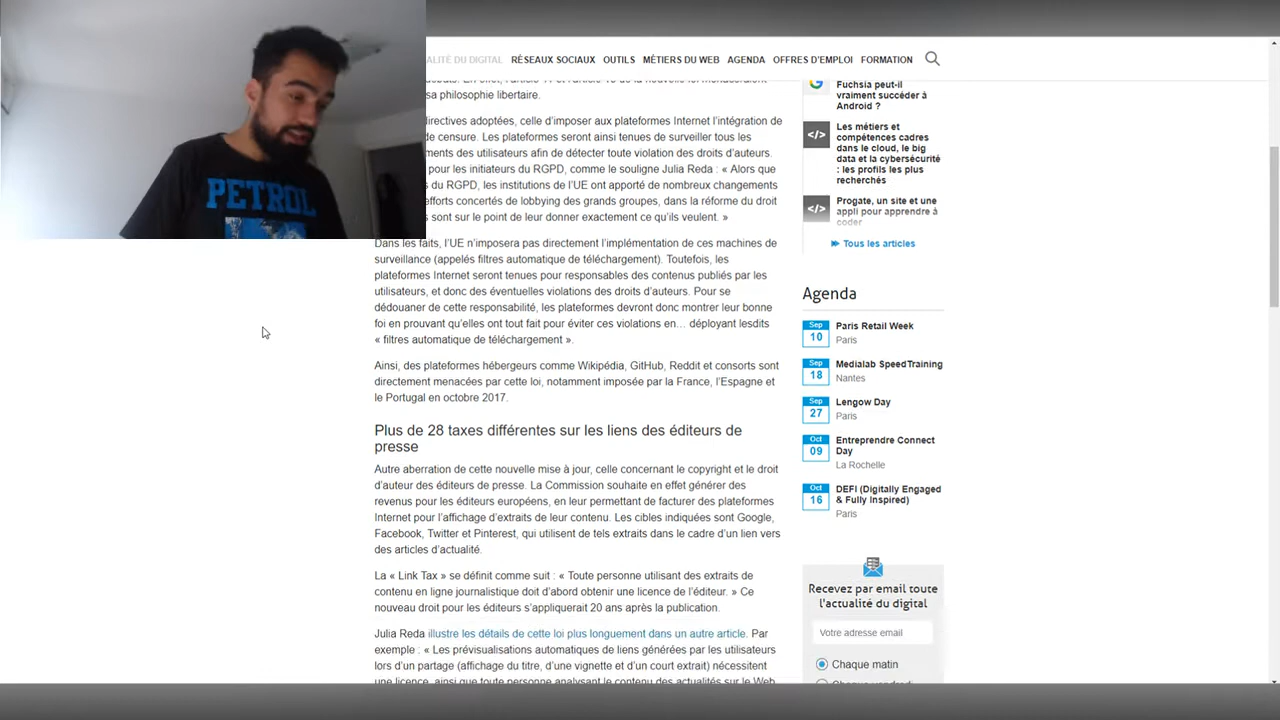 PETROL
ALITÉ DU DIGITAL RÉSEAUX SOCIAUX OUTILS MÉTIERS DU WEB AGENDA OFFRES D'EMPLOI FORMATION
sa philosophie libertaire.
directives adoptées, celle d'imposer aux plateformes Internet l'intégration de
de censure. Les plateformes seront ainsi tenues de surveiller tous les
ments des utilisateurs afin de détecter toute violation des droits d'auteurs.
pour les initiateurs du RGPD, comme le souligne Julia Reda : « Alors que
s du RGPD, les institutions de l'UE ont apporté de nombreux changements
efforts concertés de lobbying des grands groupes, dans la réforme du droit
s sont sur le point de leur donner exactement ce qu'ils veulent. »
Dans les faits, l'UE n'imposera pas directement l'implémentation de ces machines de
surveillance (appelés filtres automatique de téléchargement). Toutefois, les
plateformes Internet seront tenues pour responsables des contenus publiés par les
utilisateurs, et donc des éventuelles violations des droits d'auteurs. Pour se
dédouaner de cette responsabilité, les plateformes devront donc montrer leur bonne
foi en prouvant qu'elles ont tout fait pour éviter ces violations en… déployant lesdits
« filtres automatique de téléchargement ».
Ainsi, des plateformes hébergeurs comme Wikipédia, GitHub, Reddit et consorts sont
directement menacées par cette loi, notamment imposée par la France, l'Espagne et
le Portugal en octobre 2017.
Plus de 28 taxes différentes sur les liens des éditeurs de
presse
Autre aberration de cette nouvelle mise à jour, celle concernant le copyright et le droit
d'auteur des éditeurs de presse. La Commission souhaite en effet générer des
revenus pour les éditeurs européens, en leur permettant de facturer des plateformes
Internet pour l'affichage d'extraits de leur contenu. Les cibles indiquées sont Google,
Facebook, Twitter et Pinterest, qui utilisent de tels extraits dans le cadre d'un lien vers
des articles d'actualité.
La « Link Tax » se définit comme suit : « Toute personne utilisant des extraits de
contenu en ligne journalistique doit d'abord obtenir une licence de l'éditeur. » Ce
nouveau droit pour les éditeurs s'appliquerait 20 ans après la publication.
Julia Reda illustre les détails de cette loi plus longuement dans un autre article. Par
exemple : « Les prévisualisations automatiques de liens générées par les utilisateurs
lors d'un partage (affichage du titre, d'une vignette et d'un court extrait) nécessitent
une licence, ainsi que toute personne analysant le contenu des actualités sur le Web
Fuchsia peut-il
vraiment succéder à
Android ?
</>
Les métiers et
compétences cadres
dans le cloud, le big
data et la cybersécurité
: les profils les plus
recherchés
</>
Progate, un site et une
appli pour apprendre à
coder
Tous les articles
Agenda
Sep
10
Paris Retail Week
Paris
Sep
18
Medialab SpeedTraining
Nantes
Sep
27
Lengow Day
Paris
Oct
09
Entreprendre Connect
Day
La Rochelle
Oct
16
DEFI (Digitally Engaged
& Fully Inspired)
Paris
Recevez par email toute
l'actualité du digital
Votre adresse email
Chaque matin